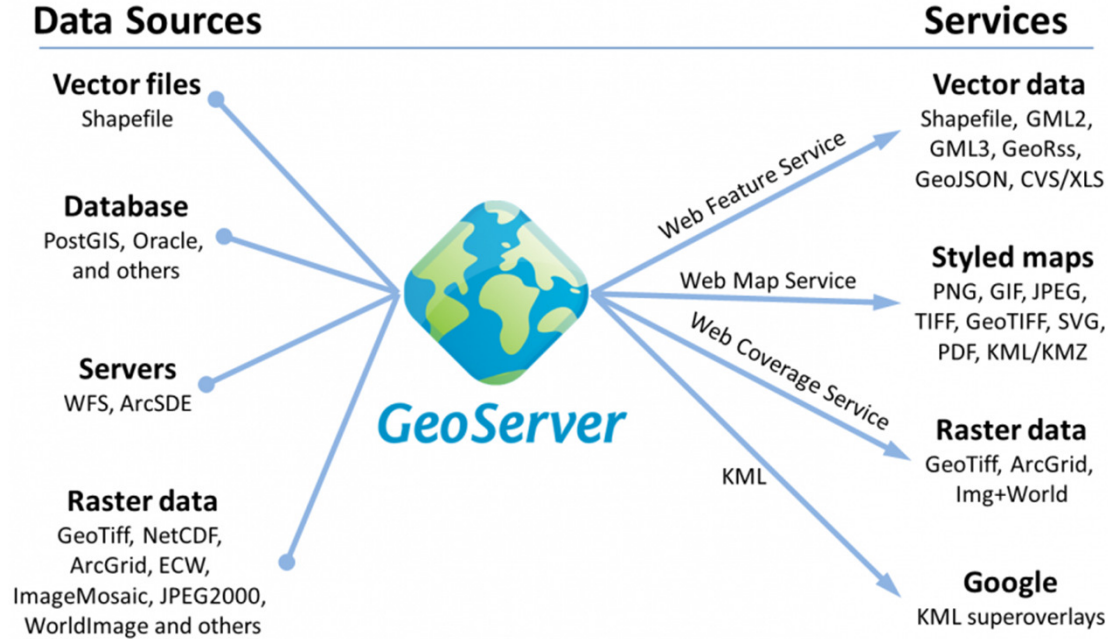 Data Sources
Services
Vector files
Shapefile
Database
PostGIS, Oracle,
and others
Servers
WFS, ArcSDE
Raster data
GeoTiff, NetCDF,
ArcGrid, ECW,
ImageMosaic, JPEG2000,
WorldImage and others
GeoServer
Web Feature Service
Web Map Service
Web Coverage Service
KML
Vector data
Shapefile, GML2,
GML3, GeoRss,
GeoJSON, CVS/XLS
Styled maps
PNG, GIF, JPEG,
TIFF, GeoTIFF, SVG,
PDF, KML/KMZ
Raster data
GeoTiff, ArcGrid,
Img+World
Google
KML superoverlays